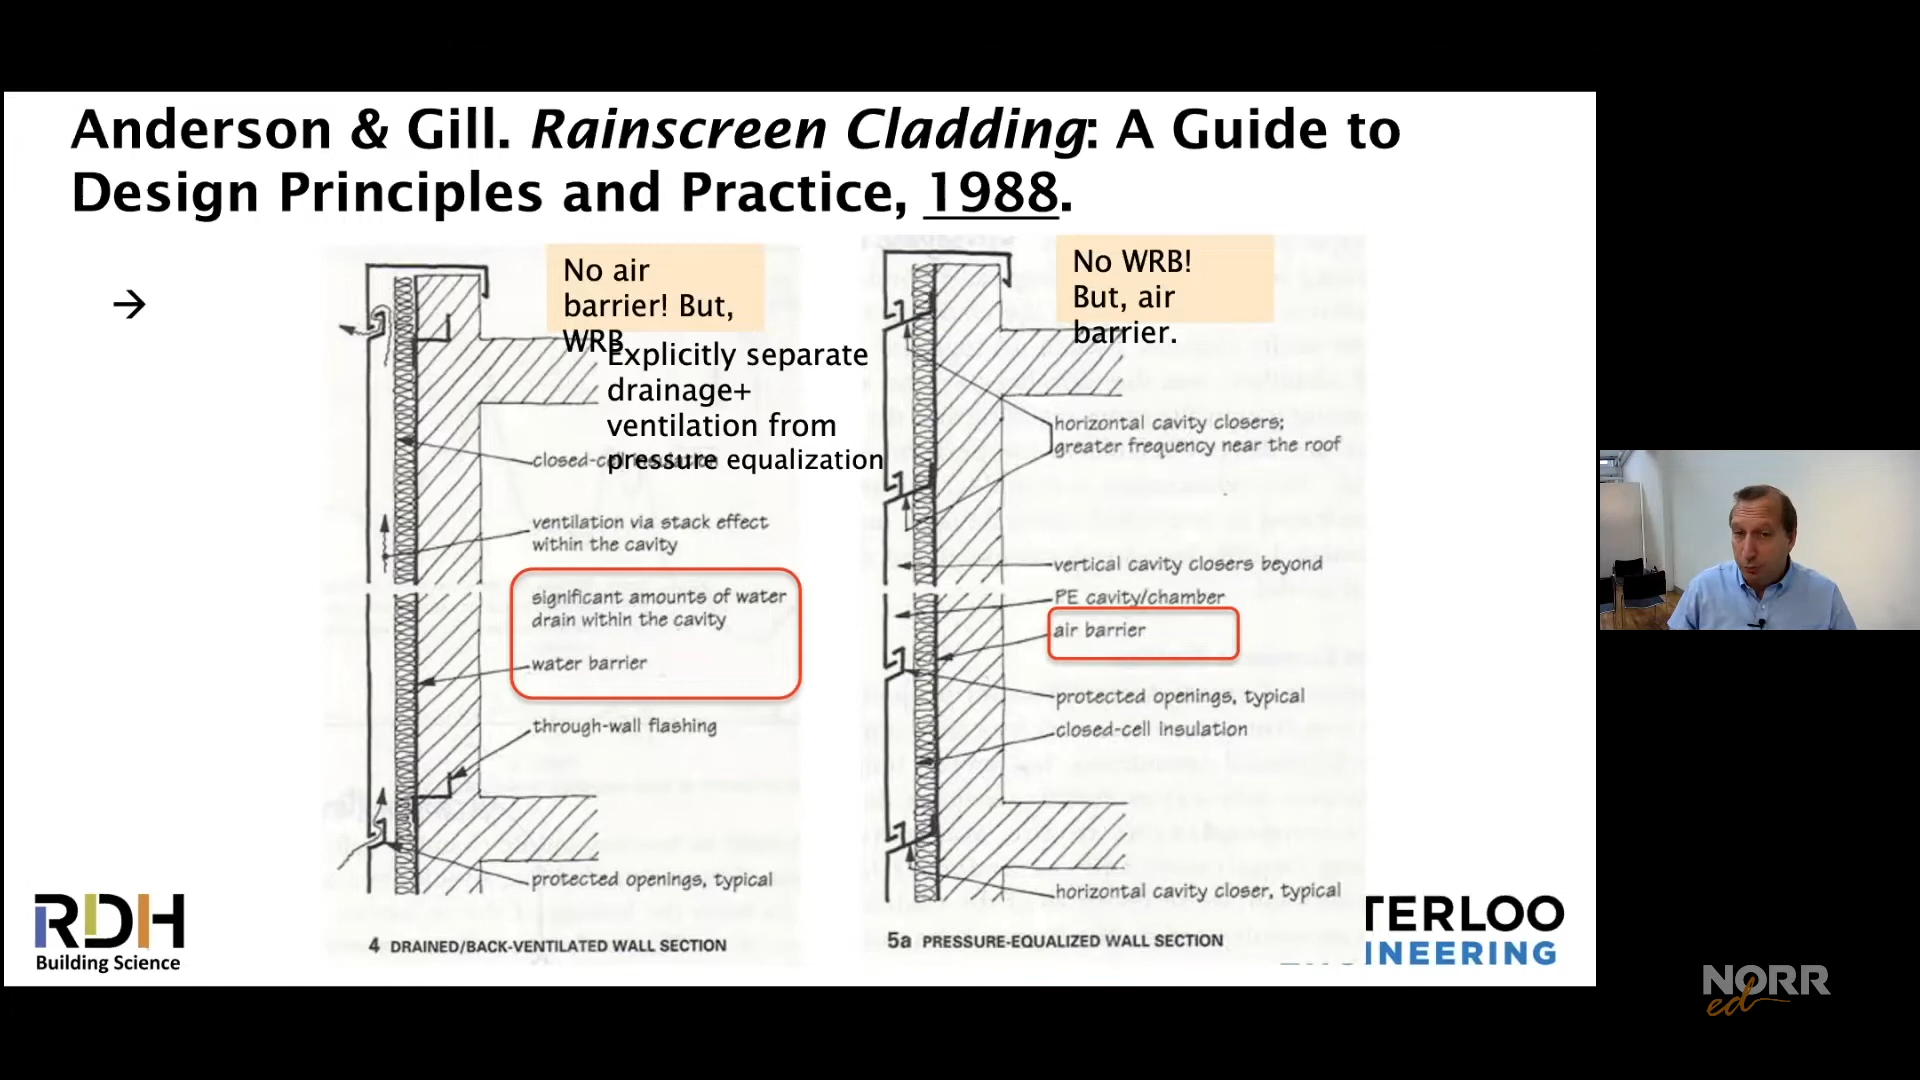 Anderson & Gill. Rainscreen Cladding: A Guide to
Design Principles and Practice, 1988.
→
No air
barrier! But,
WRB
Explicitly separate
drainage+
ventilation from
pressure equalization
closed-cell insulation
ventilation via stack effect
within the cavity
significant amounts of water
drain within the cavity
water barrier
through-wall flashing
protected openings, typical
4 DRAINED/BACK-VENTILATED WALL SECTION
No WRB!
But, air
barrier.
horizontal cavity closers;
greater frequency near the roof
vertical cavity closers beyond
PE cavity/chamber
air barrier
protected openings, typical
closed-cell insulation
horizontal cavity closer, typical
5a PRESSURE-EQUALIZED WALL SECTION
RDH
Building Science
TERLOO
INEERING
NORR
ed